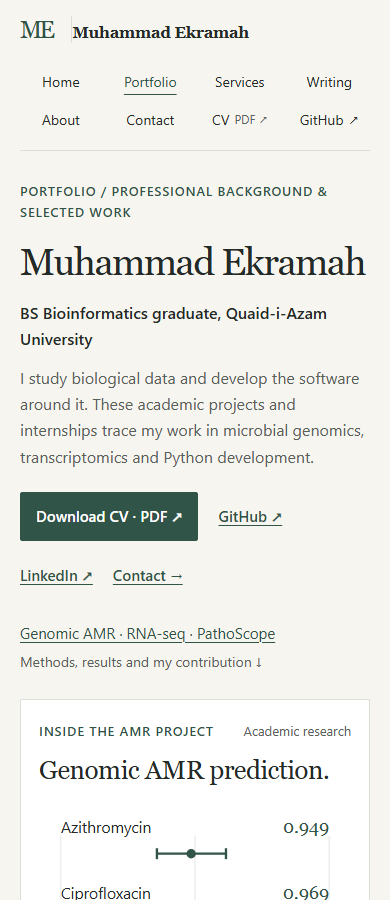 ME Muhammad Ekramah
Home Portfolio Services Writing
About Contact CV PDF ↗ GitHub ↗
PORTFOLIO / PROFESSIONAL BACKGROUND &
SELECTED WORK
Muhammad Ekramah
BS Bioinformatics graduate, Quaid-i-Azam
University
I study biological data and develop the software
around it. These academic projects and
internships trace my work in microbial genomics,
transcriptomics and Python development.
Download CV · PDF ↗ GitHub ↗
LinkedIn ↗ Contact →
Genomic AMR · RNA-seq · PathoScope
Methods, results and my contribution ↓
INSIDE THE AMR PROJECT Academic research
Genomic AMR prediction.
Azithromycin 0.949
Ciprofloxacin 0.969